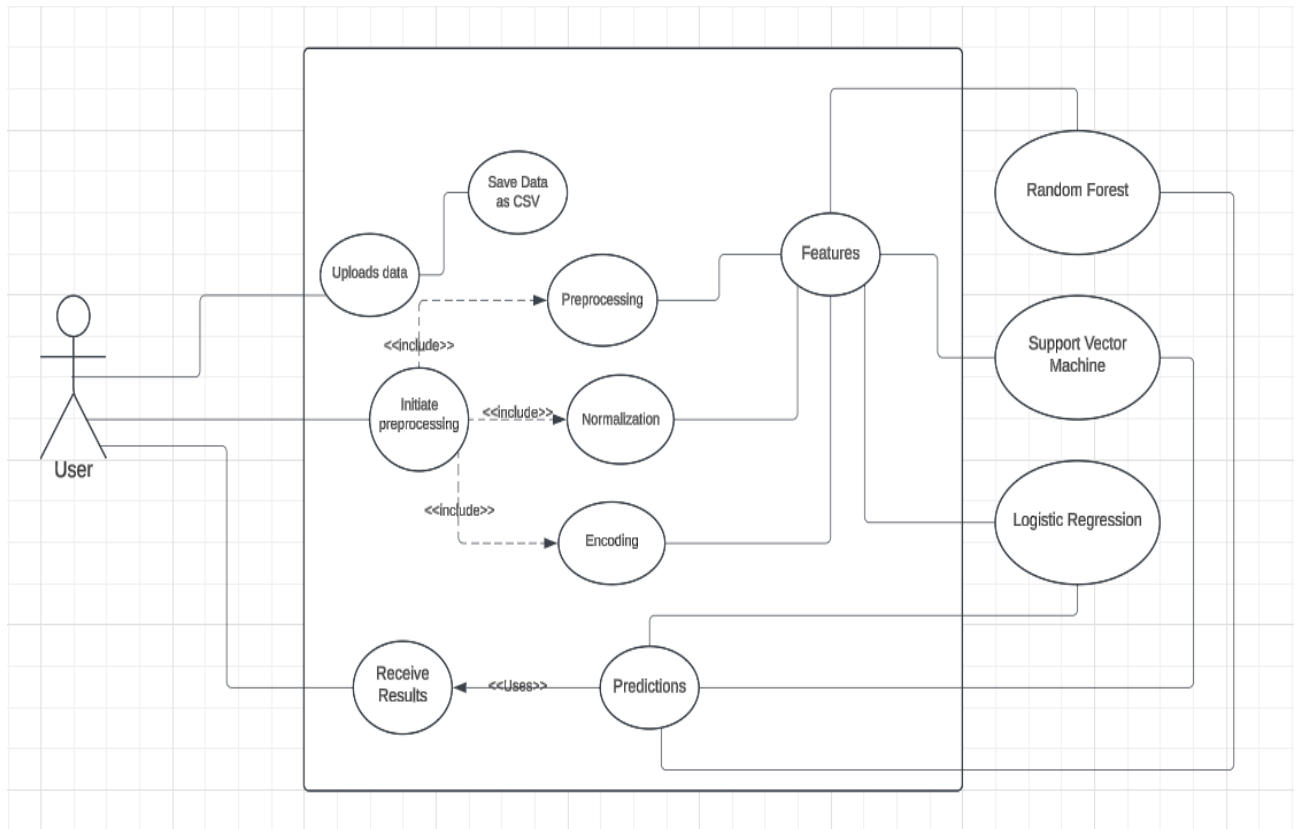 Save Data
as CSV
Random Forest
Uploads data
Features
Preprocessing
<<include>>
Support Vector
Machine
Initiate
preprocessing
<<include>>
Normalization
User
<<include>>
Encoding
Logistic Regression
Receive
Results
<<Uses>>
Predictions